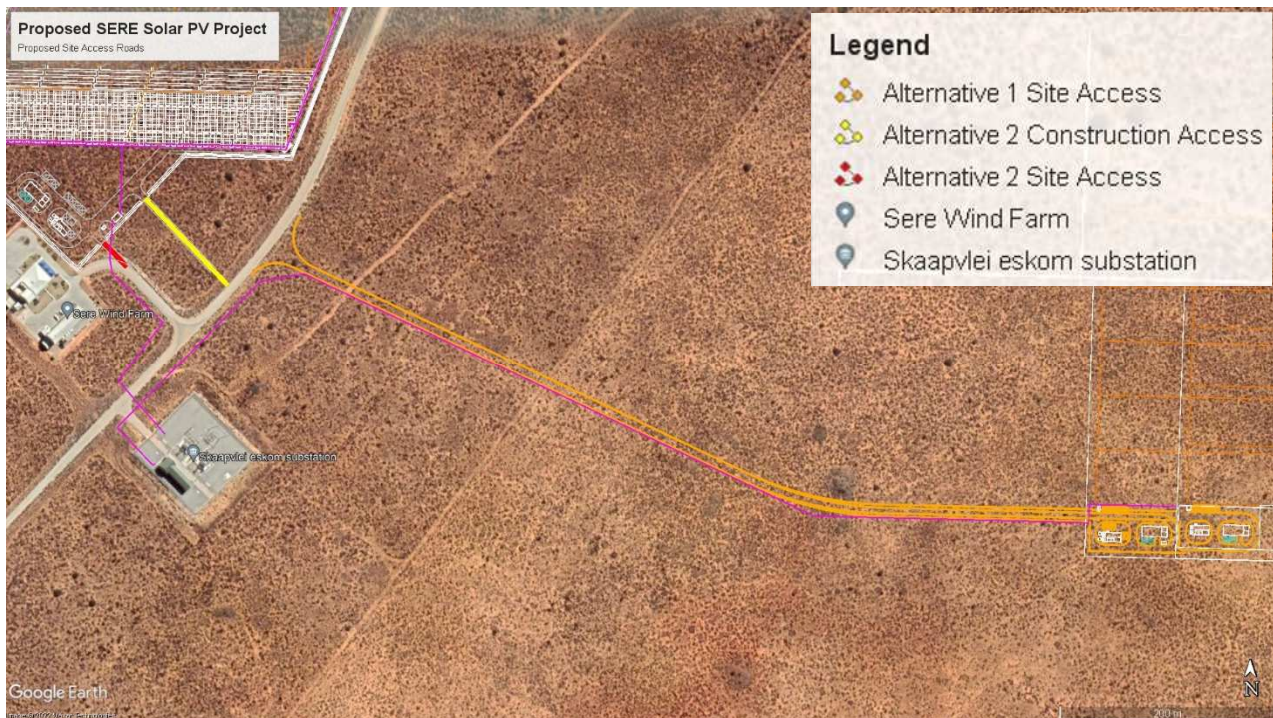 Proposed SERE Solar PV Project
Proposed Site Access Roads
Legend
Alternative 1 Site Access
Alternative 2 Construction Access
Alternative 2 Site Access
Sere Wind Farm
Skaapvlei eskom substation
Sere Wind Farm
Skaapvlei eskom substation
Google Earth
N
200 m